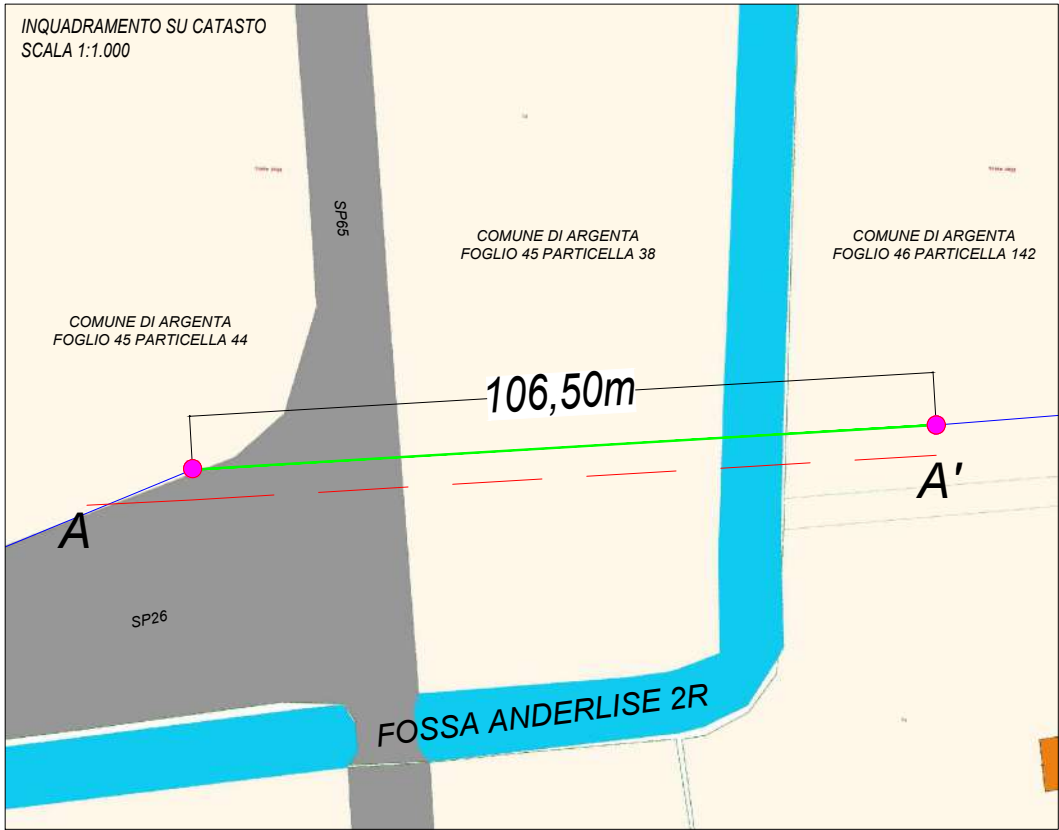 INQUADRAMENTO SU CATASTO
SCALA 1:1.000
SP65
COMUNE DI ARGENTA
FOGLIO 45 PARTICELLA 38
COMUNE DI ARGENTA
FOGLIO 46 PARTICELLA 142
COMUNE DI ARGENTA
FOGLIO 45 PARTICELLA 44
106,50m
A
A'
SP26
FOSSA ANDERLISE 2R